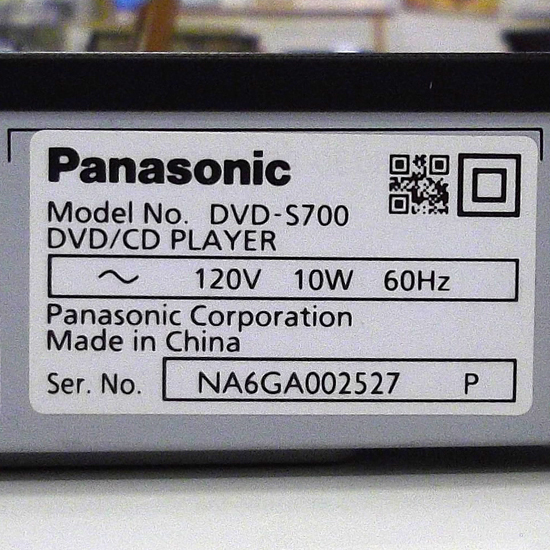 Panasonic
Model No. DVD-S700
DVD/CD PLAYER
~ 120V 10W 60Hz
Panasonic Corporation
Made in China
Ser. No. NA6GA002527 P